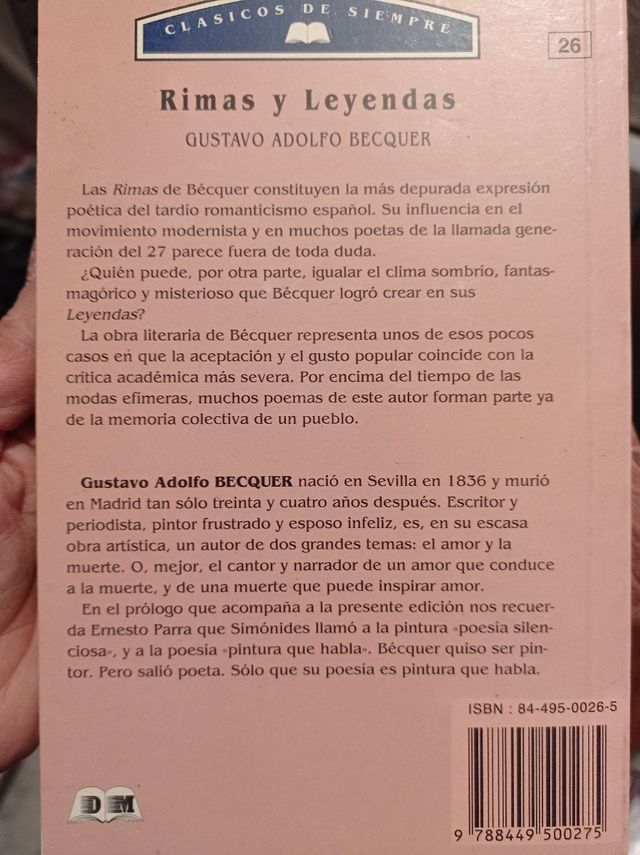 CLASICOS DE SIEMPRE
26
Rimas y Leyendas
GUSTAVO ADOLFO BECQUER
Las Rimas de Bécquer constituyen la más depurada expresión
poética del tardío romanticismo español. Su influencia en el
movimiento modernista y en muchos poetas de la llamada gene-
ración del 27 parece fuera de toda duda.
¿Quién puede, por otra parte, igualar el clima sombrío, fantas-
magórico y misterioso que Bécquer logró crear en sus
Leyendas?
La obra literaria de Bécquer representa unos de esos pocos
casos en que la aceptación y el gusto popular coincide con la
crítica académica más severa. Por encima del tiempo de las
modas efímeras, muchos poemas de este autor forman parte ya
de la memoria colectiva de un pueblo.
Gustavo Adolfo BECQUER nació en Sevilla en 1836 y murió
en Madrid tan sólo treinta y cuatro años después. Escritor y
periodista, pintor frustrado y esposo infeliz, es, en su escasa
obra artística, un autor de dos grandes temas: el amor y la
muerte. O, mejor, el cantor y narrador de un amor que conduce
a la muerte, y de una muerte que puede inspirar amor.
En el prólogo que acompaña a la presente edición nos recuer-
da Ernesto Parra que Simónides llamó a la pintura «poesía silen-
ciosa», y a la poesía «pintura que habla». Bécquer quiso ser pin-
tor. Pero salió poeta. Sólo que su poesía es pintura que habla.
ISBN : 84-495-0026-5
DM
9 788449 500275